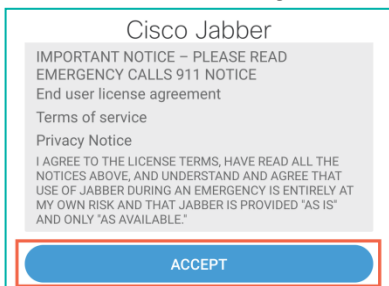 Cisco Jabber
IMPORTANT NOTICE – PLEASE READ
EMERGENCY CALLS 911 NOTICE
End user license agreement
Terms of service
Privacy Notice
I AGREE TO THE LICENSE TERMS, HAVE READ ALL THE
NOTICES ABOVE, AND UNDERSTAND AND AGREE THAT
USE OF JABBER DURING AN EMERGENCY IS ENTIRELY AT
MY OWN RISK AND THAT JABBER IS PROVIDED "AS IS"
AND ONLY "AS AVAILABLE."
ACCEPT